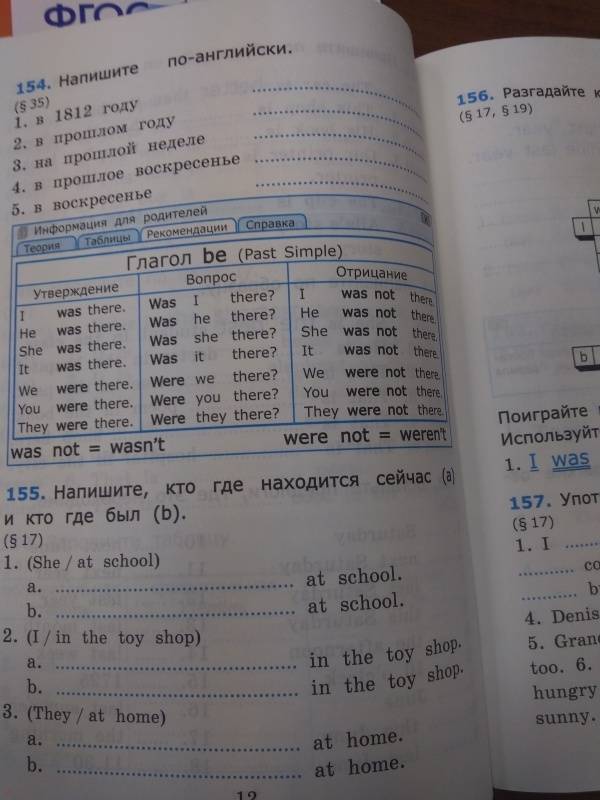 ФГОС
154. Напишите по-английски.
(§ 35)
1. в 1812 году ..............................
2. в прошлом году ..............................
3. на прошлой неделе ..............................
4. в прошлое воскресенье ..............................
5. в воскресенье ..............................
Информация для родителей
Теория Таблицы Рекомендации Справка
Глагол be (Past Simple)
Утверждение Вопрос Отрицание
I was there. Was I there? I was not there.
He was there. Was he there? He was not there.
She was there. Was she there? She was not there.
It was there. Was it there? It was not there.
We were there. Were we there? We were not there.
You were there. Were you there? You were not there.
They were there. Were they there? They were not there.
was not = wasn't were not = weren't
155. Напишите, кто где находится сейчас (a)
и кто где был (b).
(§ 17)
1. (She / at school)
a. .............................. at school.
b. .............................. at school.
2. (I / in the toy shop)
a. .............................. in the toy shop.
b. .............................. in the toy shop.
3. (They / at home)
a. .............................. at home.
b. .............................. at home.
12
156. Разгадайте
(§ 17, § 19)
w
l
b
Поиграйте
1. I was
157.
(§ 17)
1. I ........
4. Denis
5.
too. 6.
hungry
sunny.